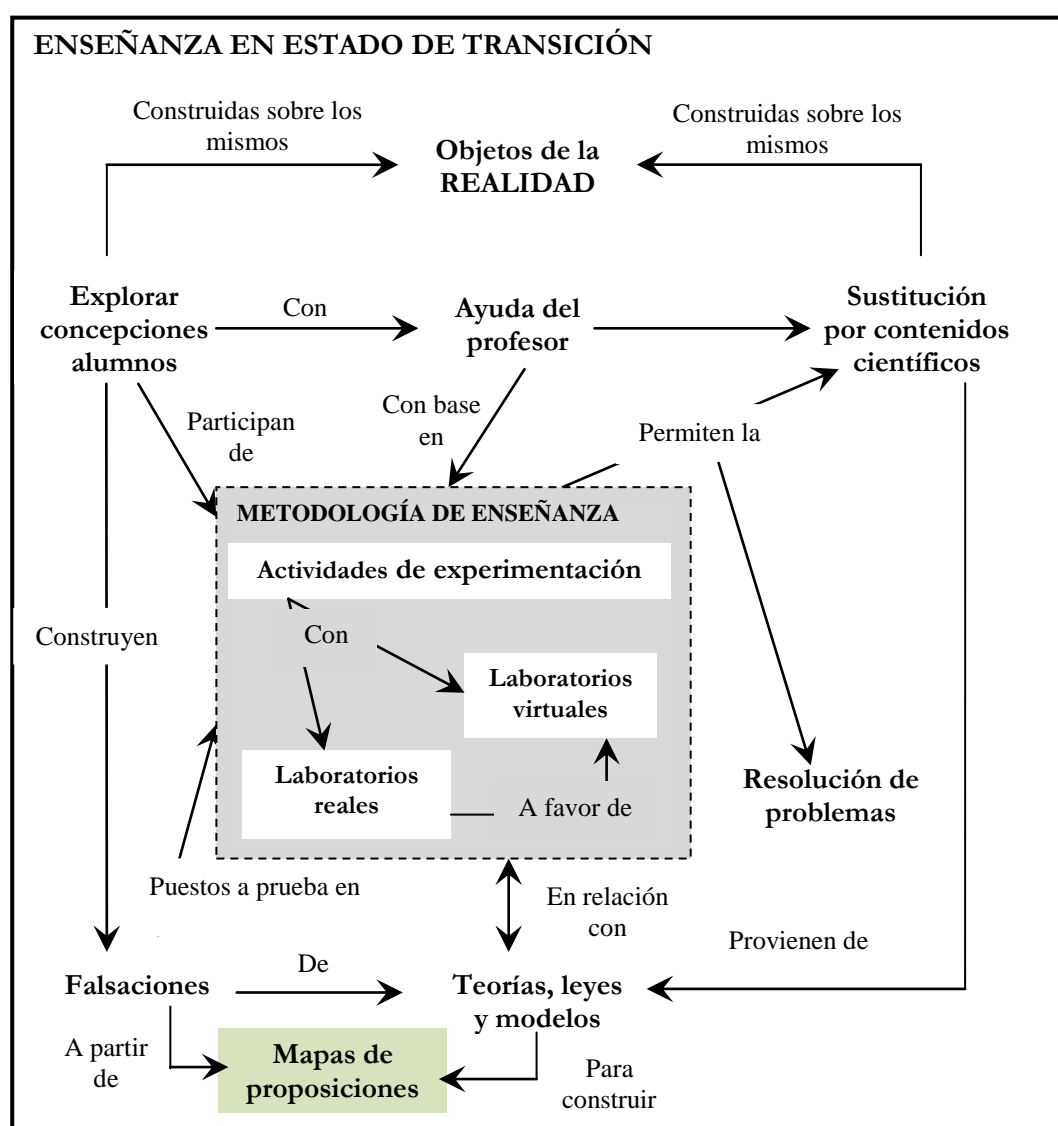 ENSEÑANZA EN ESTADO DE TRANSICIÓN
Construidas sobre los
mismos
Objetos de la
REALIDAD
Construidas sobre los
mismos
Explorar
concepciones
alumnos
Con
Ayuda del
profesor
Sustitución
por contenidos
científicos
Participan
de
Con base
en
Permiten la
METODOLOGÍA DE ENSEÑANZA
Actividades de experimentación
Con
Construyen
Laboratorios
virtuales
Laboratorios
reales
A favor de
Resolución de
problemas
Puestos a prueba en
En relación
con
Provienen de
Falsaciones
De
Teorías, leyes
y modelos
A partir
de
Mapas de
proposiciones
Para
construir